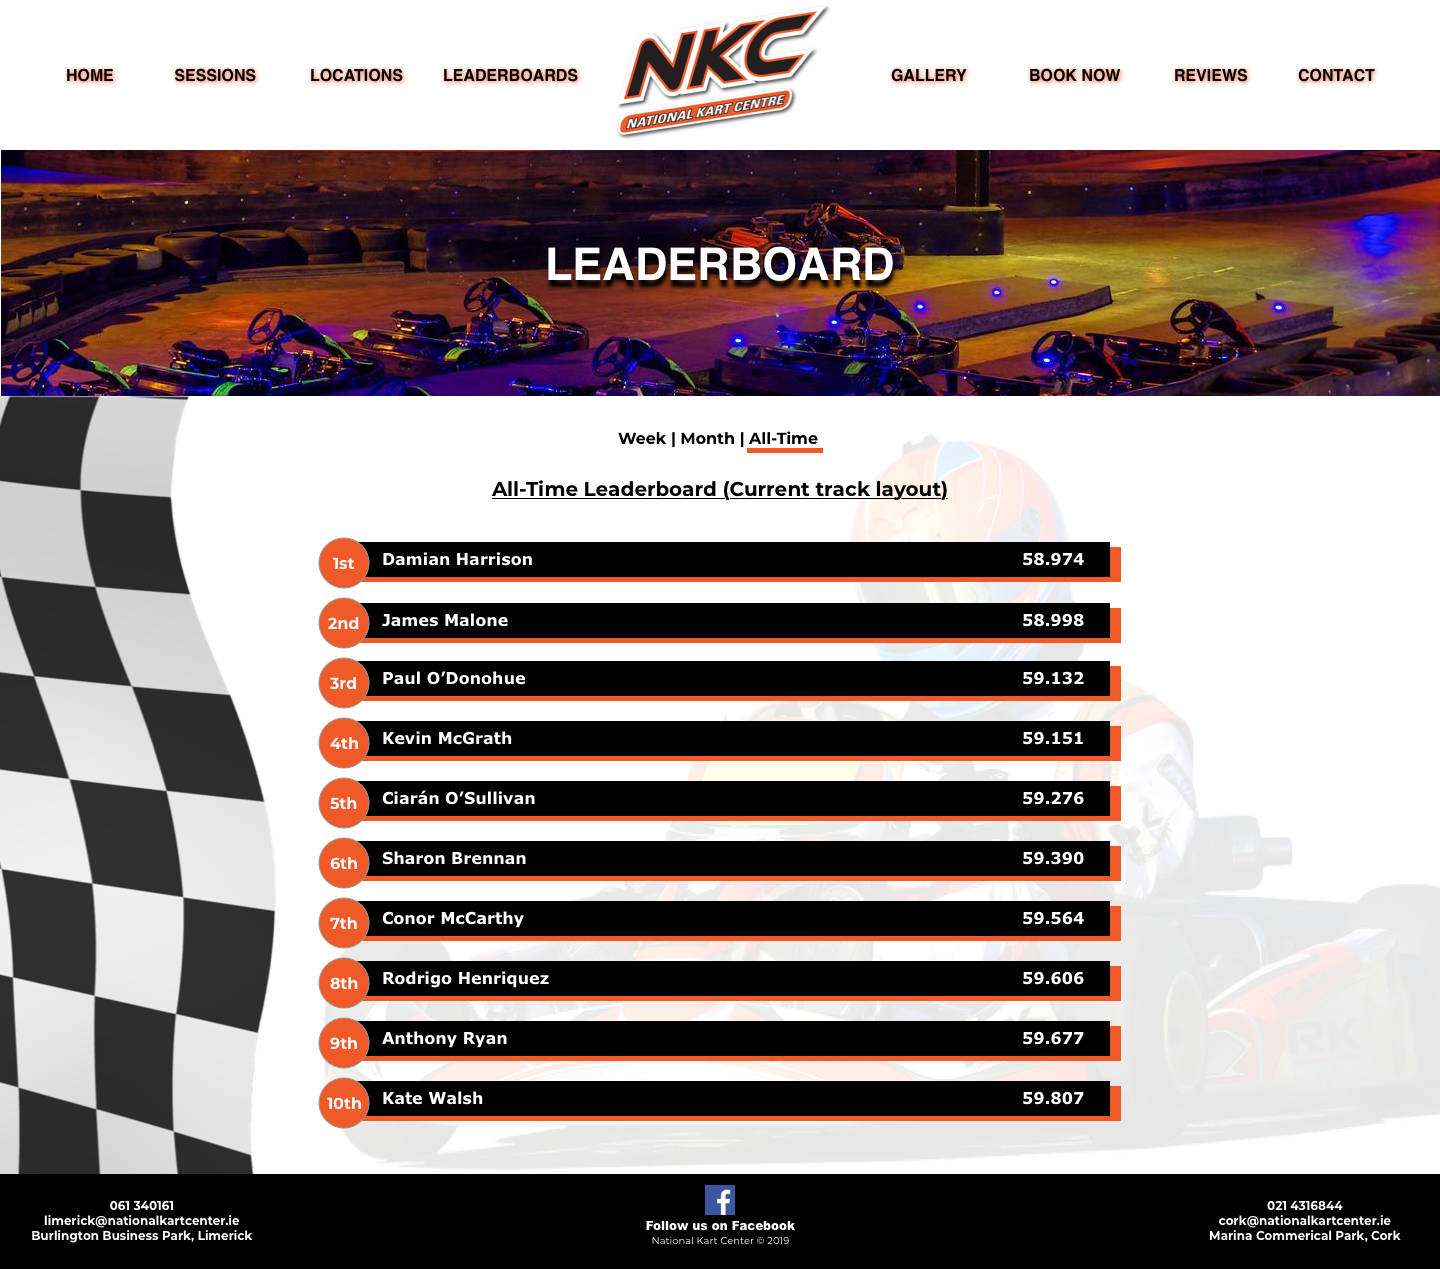 HOME
SESSIONS
LOCATIONS
LEADERBOARDS
NKC
NATIONAL KART CENTRE
GALLERY
BOOK NOW
REVIEWS
CONTACT
LEADERBOARD
Week | Month | All-Time
All-Time Leaderboard (Current track layout)
1st Damian Harrison 58.974
2nd James Malone 58.998
3rd Paul O’Donohue 59.132
4th Kevin McGrath 59.151
5th Ciarán O’Sullivan 59.276
6th Sharon Brennan 59.390
7th Conor McCarthy 59.564
8th Rodrigo Henriquez 59.606
9th Anthony Ryan 59.677
10th Kate Walsh 59.807
RK
061 340161
limerick@nationalkartcenter.ie
Burlington Business Park, Limerick
Follow us on Facebook
National Kart Center © 2019
021 4316844
cork@nationalkartcenter.ie
Marina Commerical Park, Cork